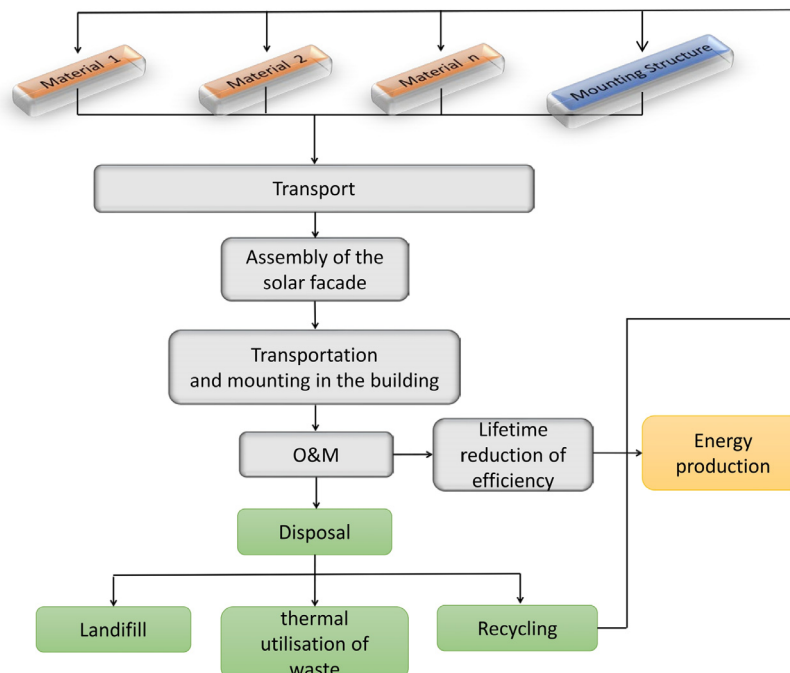 Material 1
Material 2
Material n
Mounting Structure
Transport
Assembly of the
solar facade
Transportation
and mounting in the building
O&M
Lifetime
reduction of
efficiency
Energy
production
Disposal
Landifill
thermal
utilisation of
waste
Recycling